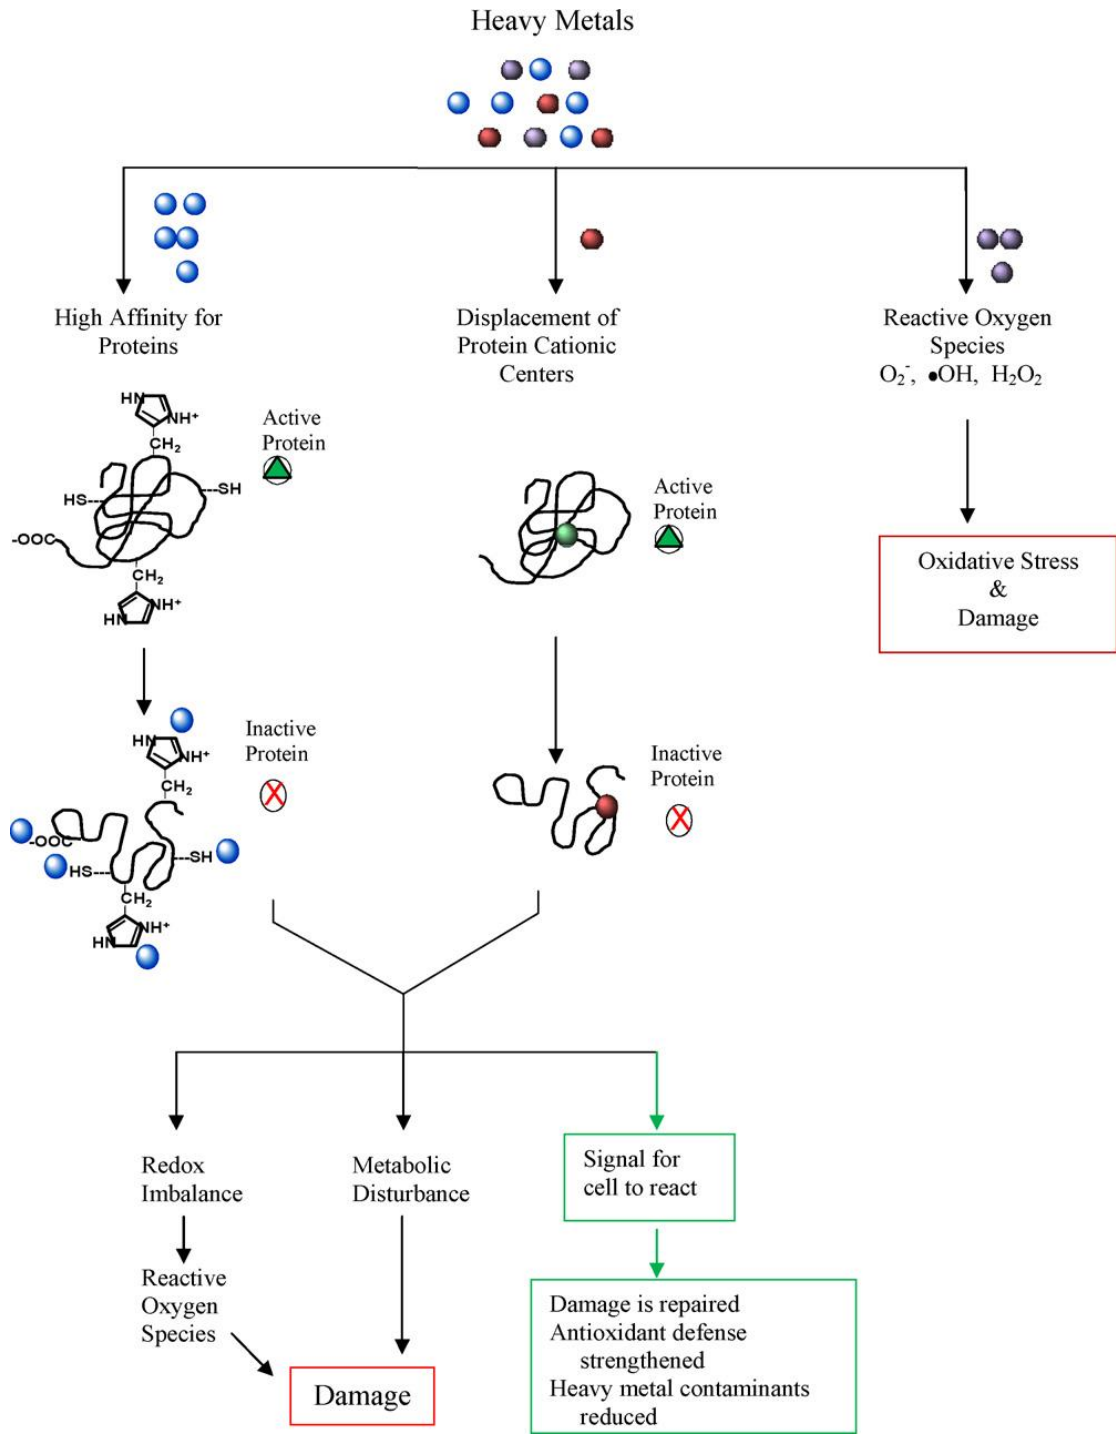 Heavy Metals
High Affinity for
Proteins
Displacement of
Protein Cationic
Centers
Reactive Oxygen
Species
O₂⁻, •OH, H₂O₂
HN
NH⁺
CH₂
Active
Protein
HS---
---SH
-OOC
CH₂
NH⁺
HN
Active
Protein
Oxidative Stress
&
Damage
HN
NH⁺
CH₂
Inactive
Protein
X
-OOC
HS---
---SH
CH₂
NH⁺
HN
Inactive
Protein
X
Redox
Imbalance
Metabolic
Disturbance
Signal for
cell to react
Reactive
Oxygen
Species
Damage
Damage is repaired
Antioxidant defense
strengthened
Heavy metal contaminants
reduced